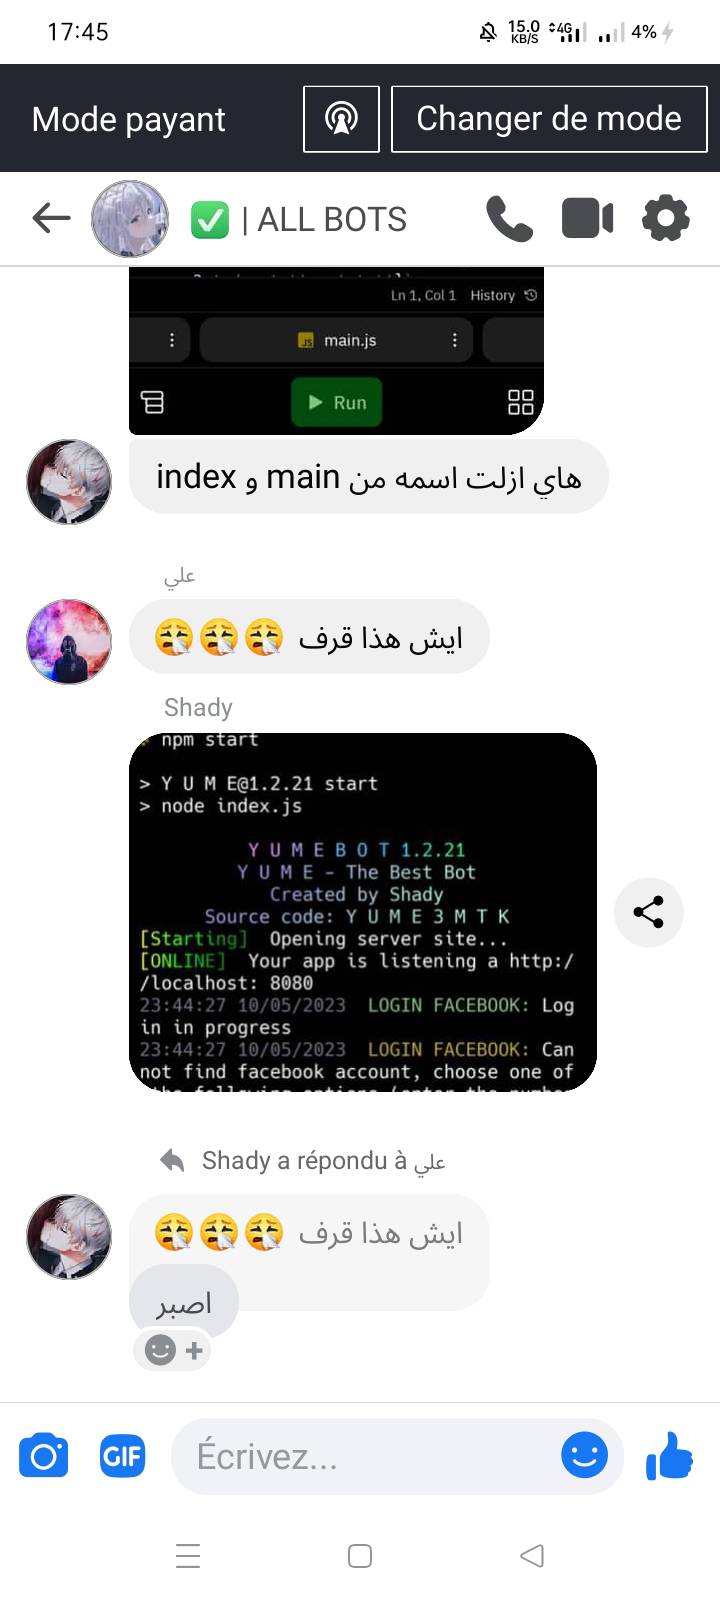 17:45
15.0 KB/S 4G 4%
Mode payant
Changer de mode
✅ | ALL BOTS
Ln 1, Col 1 History
JS main.js
Run
هاي ازلت اسمه من main و index
علي
ايش هذا قرف 🤧🤧🤧
Shady
npm start
> Y U M E@1.2.21 start
> node index.js
Y U M E B O T 1.2.21
Y U M E - The Best Bot
Created by Shady
Source code: Y U M E 3 M T K
[Starting] Opening server site...
[ONLINE] Your app is listening a http:/
/localhost: 8080
23:44:27 10/05/2023 LOGIN FACEBOOK: Log
in in progress
23:44:27 10/05/2023 LOGIN FACEBOOK: Can
not find facebook account, choose one of
Shady a répondu à علي
ايش هذا قرف 🤧🤧🤧
اصبر
GIF
Écrivez...